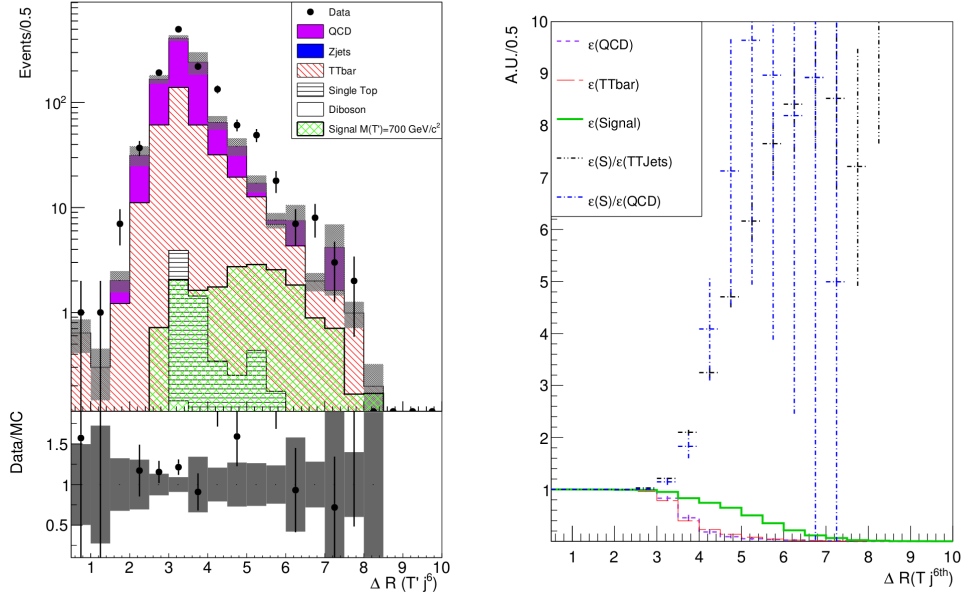 Events/0.5
10²
10
1
Data
QCD
Zjets
TTbar
Single Top
Diboson
Signal M(T')=700 GeV/c²
Data/MC
1.5
1
0.5
1 2 3 4 5 6 7 8 9 10
Δ R (T' j⁶)
A.U./0.5
10
9
8
7
6
5
4
3
2
1
ε(QCD)
ε(TTbar)
ε(Signal)
ε(S)/ε(TTJets)
ε(S)/ε(QCD)
1 2 3 4 5 6 7 8 9 10
Δ R(T j⁶ᵗʰ)